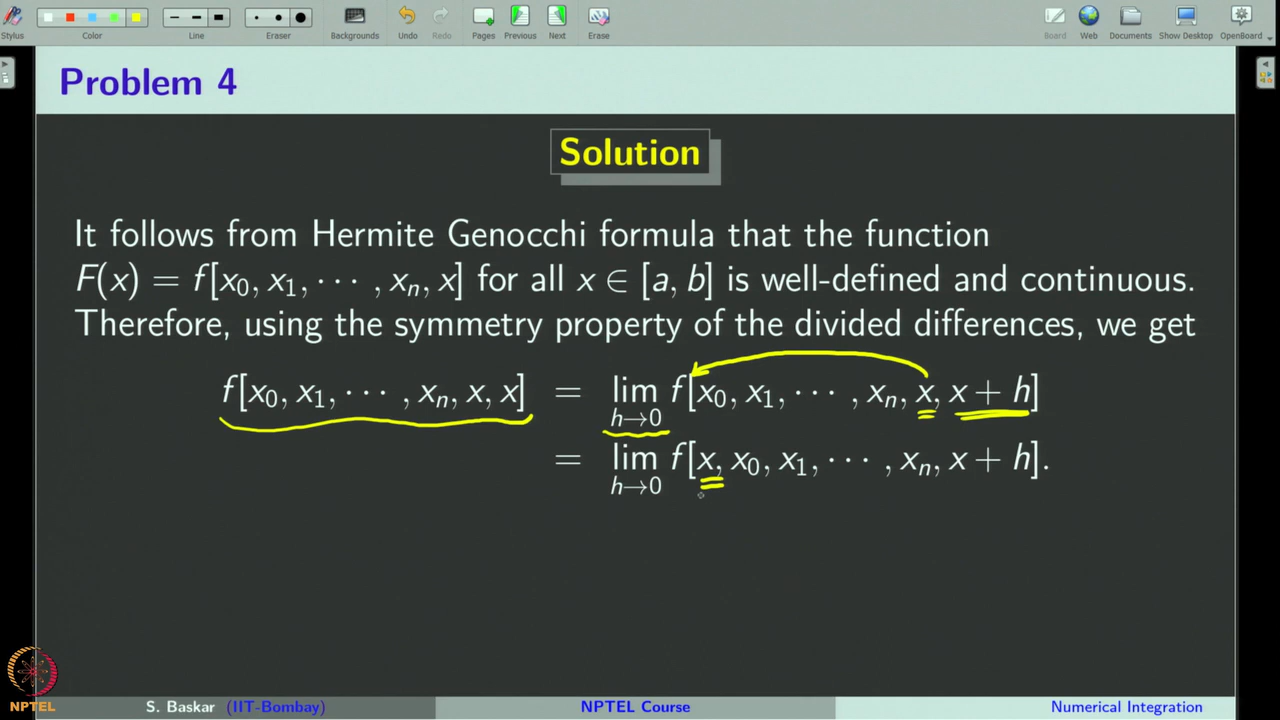 Stylus Color Line Eraser Backgrounds Undo Redo Pages Previous Next Erase Board Web Documents Show Desktop OpenBoard
Problem 4
Solution
It follows from Hermite Genocchi formula that the function
F(x) = f[x₀, x₁, ⋯ , xₙ, x] for all x ∈ [a, b] is well-defined and continuous.
Therefore, using the symmetry property of the divided differences, we get
f[x₀, x₁, ⋯ , xₙ, x, x] = lim h→0 f[x₀, x₁, ⋯ , xₙ, x, x + h]
= lim h→0 f[x, x₀, x₁, ⋯ , xₙ, x + h].
NPTEL
S. Baskar (IIT-Bombay) NPTEL Course Numerical Integration